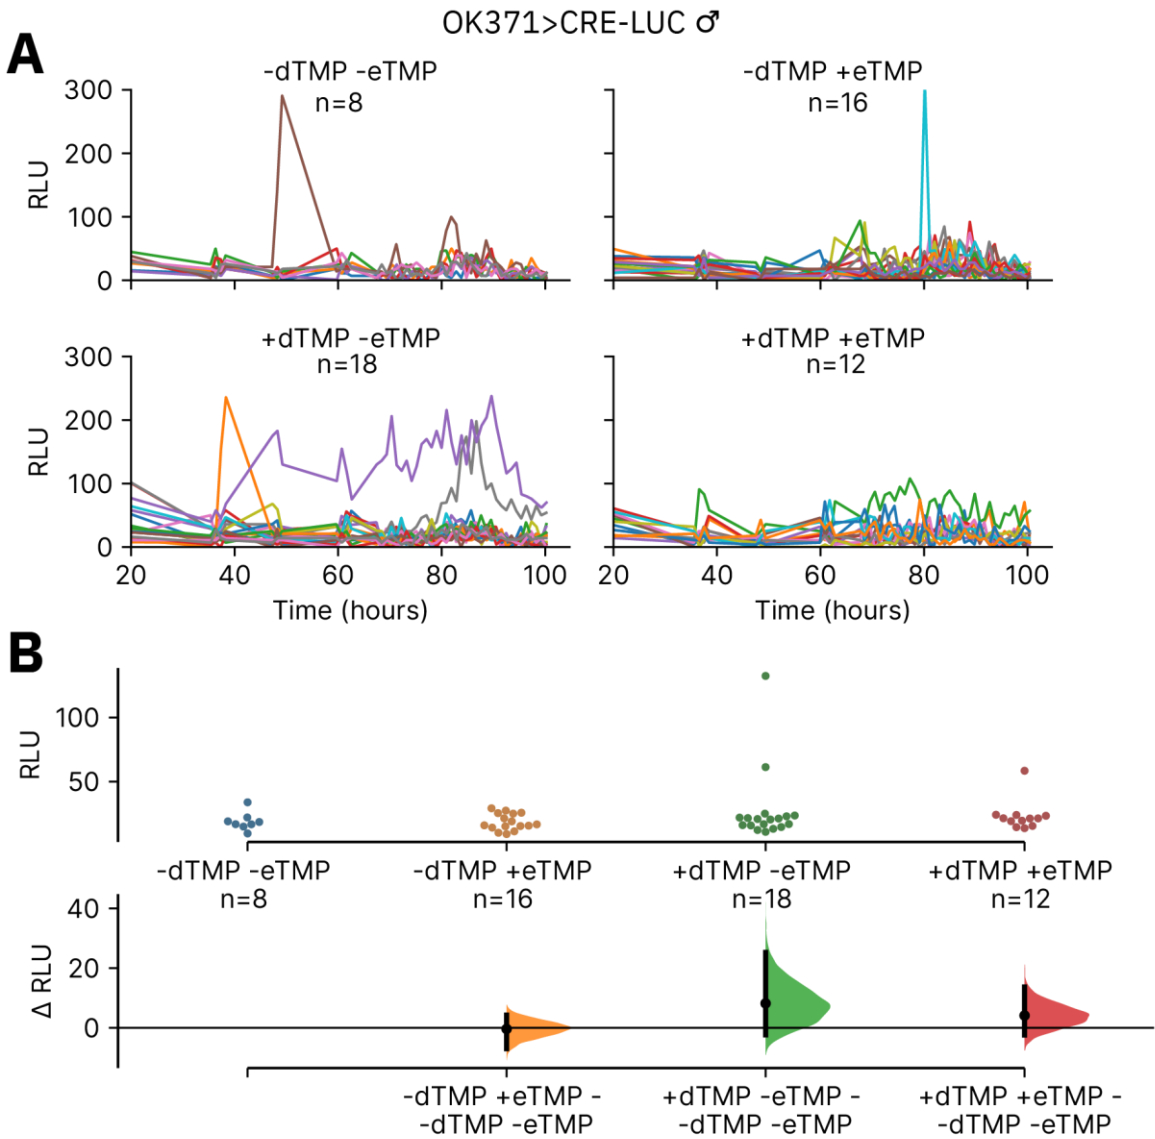 OK371>CRE-LUC ♂
A
-dTMP -eTMP
n=8
-dTMP +eTMP
n=16
300
200
100
0
RLU
+dTMP -eTMP
n=18
+dTMP +eTMP
n=12
300
200
100
0
RLU
20 40 60 80 100
20 40 60 80 100
Time (hours)
Time (hours)
B
100
50
RLU
-dTMP -eTMP
n=8
-dTMP +eTMP
n=16
+dTMP -eTMP
n=18
+dTMP +eTMP
n=12
40
20
0
Δ RLU
-dTMP +eTMP -
-dTMP -eTMP
+dTMP -eTMP -
-dTMP -eTMP
+dTMP +eTMP -
-dTMP -eTMP